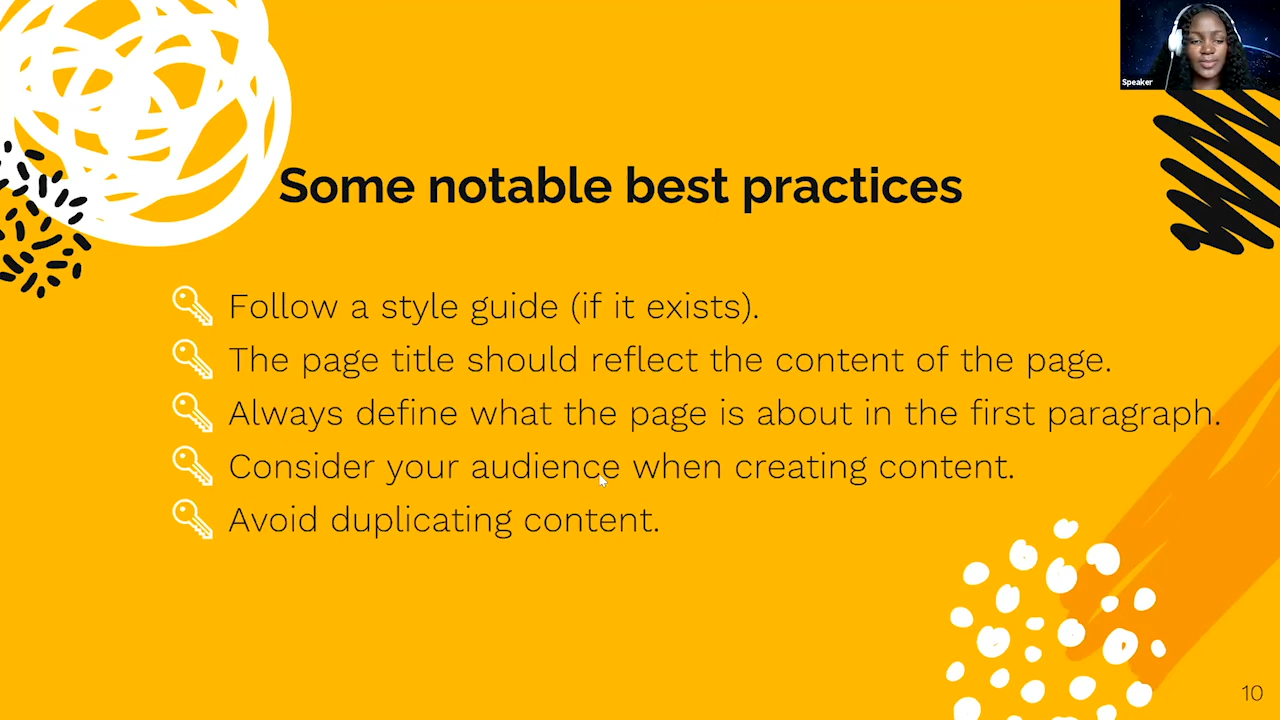 Speaker
Some notable best practices
Follow a style guide (if it exists).
The page title should reflect the content of the page.
Always define what the page is about in the first paragraph.
Consider your audience when creating content.
Avoid duplicating content.
10